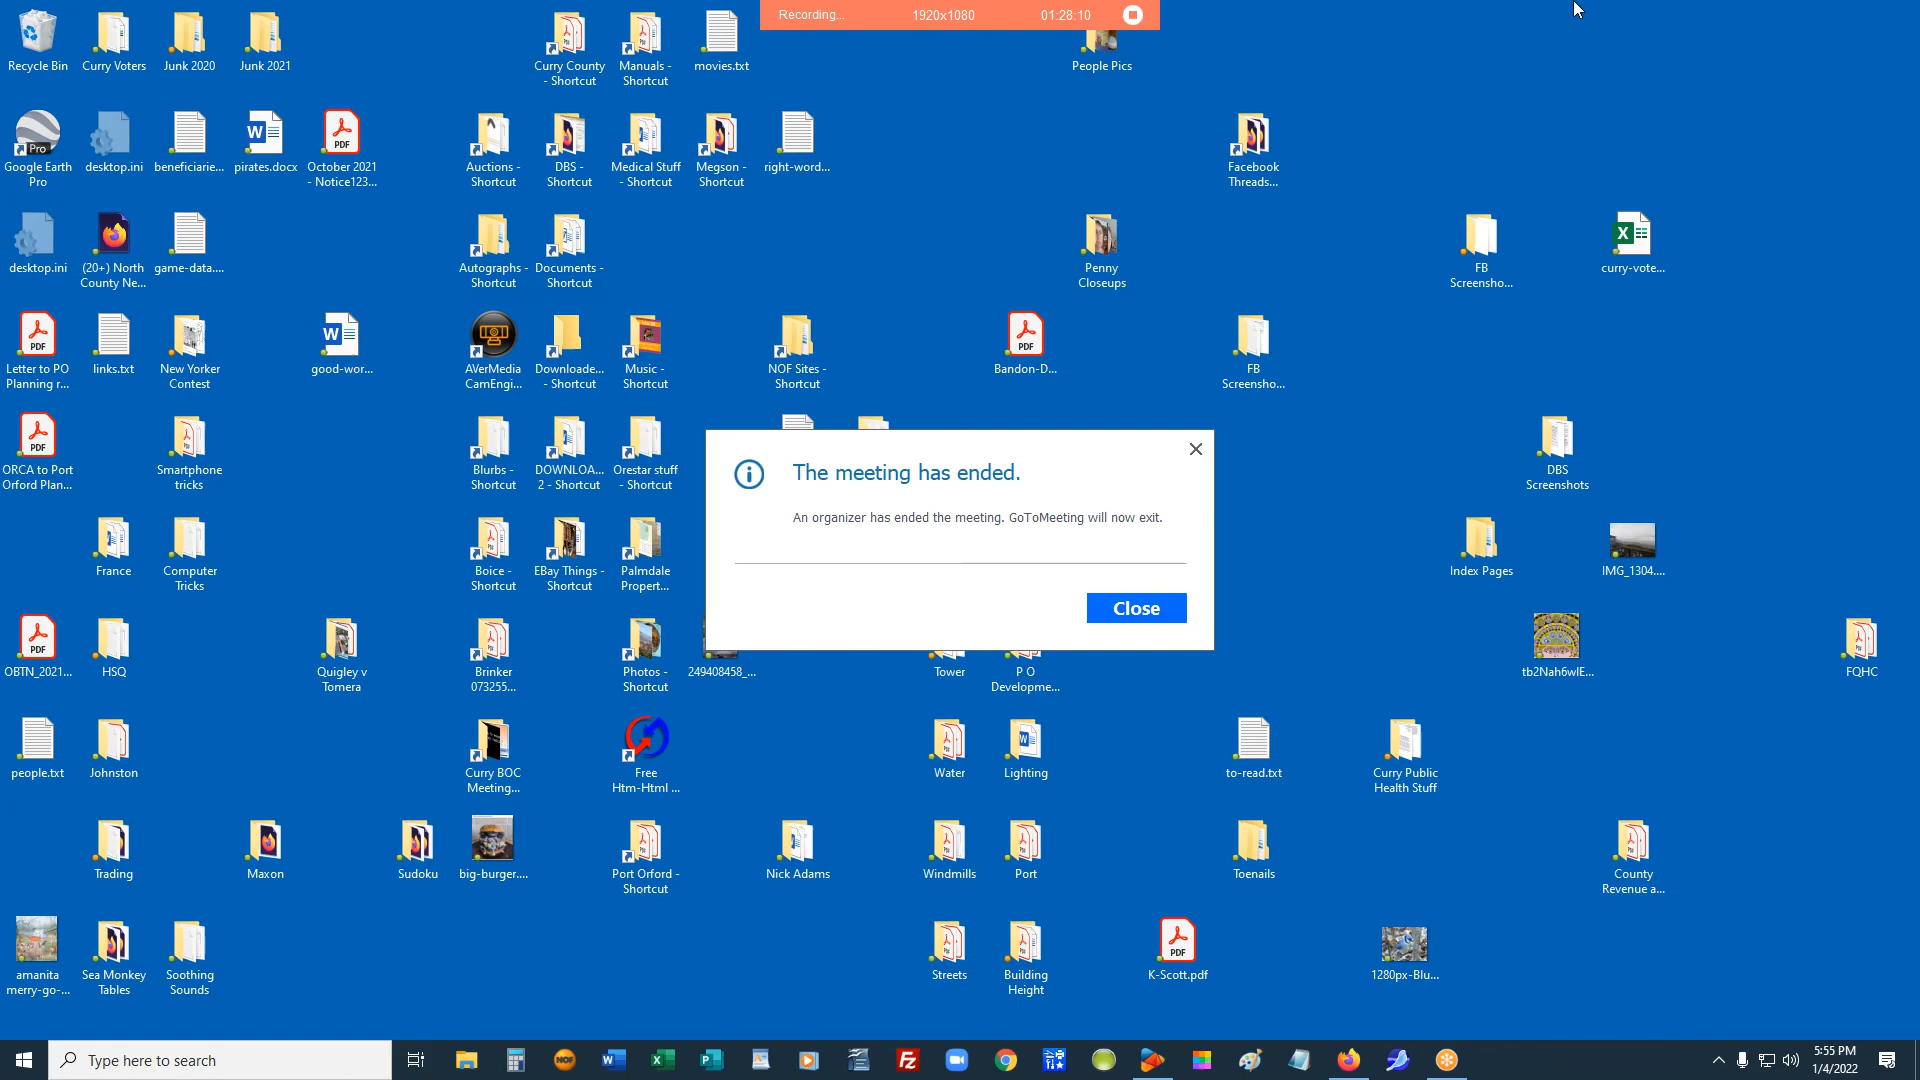 Recording... 1920x1080 01:28:10
Recycle Bin
Curry Voters
Junk 2020
Junk 2021
Curry County
- Shortcut
Manuals -
Shortcut
movies.txt
People Pics
Pro
Google Earth
Pro
desktop.ini
beneficiarie...
pirates.docx
PDF
October 2021
- Notice123...
Auctions -
Shortcut
DBS -
Shortcut
Medical Stuff
- Shortcut
Megson -
Shortcut
right-word...
Facebook
Threads...
desktop.ini
(20+) North
County Ne...
game-data....
Autographs -
Shortcut
Documents -
Shortcut
Penny
Closeups
FB
Screensho...
curry-vote...
PDF
Letter to PO
Planning r...
links.txt
New Yorker
Contest
good-wor...
AVerMedia
CamEngi...
Downloade...
- Shortcut
Music -
Shortcut
NOF Sites -
Shortcut
PDF
Bandon-D...
FB
Screensho...
PDF
ORCA to Port
Orford Plan...
Smartphone
tricks
Blurbs -
Shortcut
DOWNLOA...
2 - Shortcut
Orestar stuff
- Shortcut
DBS
Screenshots
The meeting has ended.
An organizer has ended the meeting. GoToMeeting will now exit.
Close
France
Computer
Tricks
Boice -
Shortcut
EBay Things -
Shortcut
Palmdale
Propert...
Index Pages
IMG_1304....
PDF
OBTN_2021...
HSQ
Quigley v
Tomera
Brinker
073255...
Photos -
Shortcut
249408458_...
Tower
P O
Developme...
tb2Nah6wlE...
FQHC
people.txt
Johnston
Curry BOC
Meeting...
Free
Htm-Html ...
Water
Lighting
to-read.txt
Curry Public
Health Stuff
Trading
Maxon
Sudoku
big-burger....
Port Orford -
Shortcut
Nick Adams
Windmills
Port
Toenails
County
Revenue a...
amanita
merry-go-...
Sea Monkey
Tables
Soothing
Sounds
Streets
Building
Height
PDF
K-Scott.pdf
1280px-Blu...
Type here to search
NOF
5:55 PM
1/4/2022